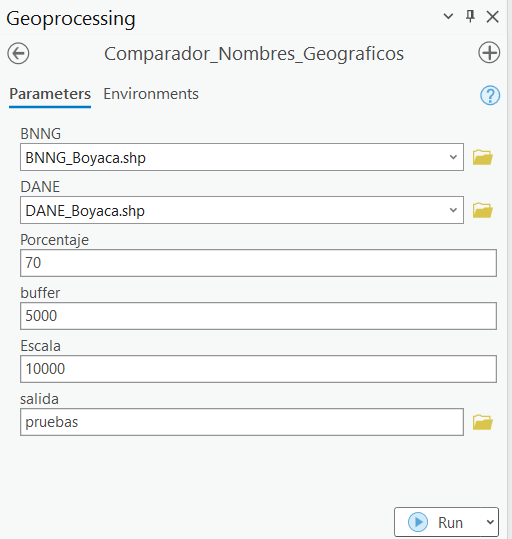 Geoprocessing
Comparador_Nombres_Geograficos
Parameters Environments
?
BNNG
BNNG_Boyaca.shp
DANE
DANE_Boyaca.shp
Porcentaje
70
buffer
5000
Escala
10000
salida
pruebas
Run